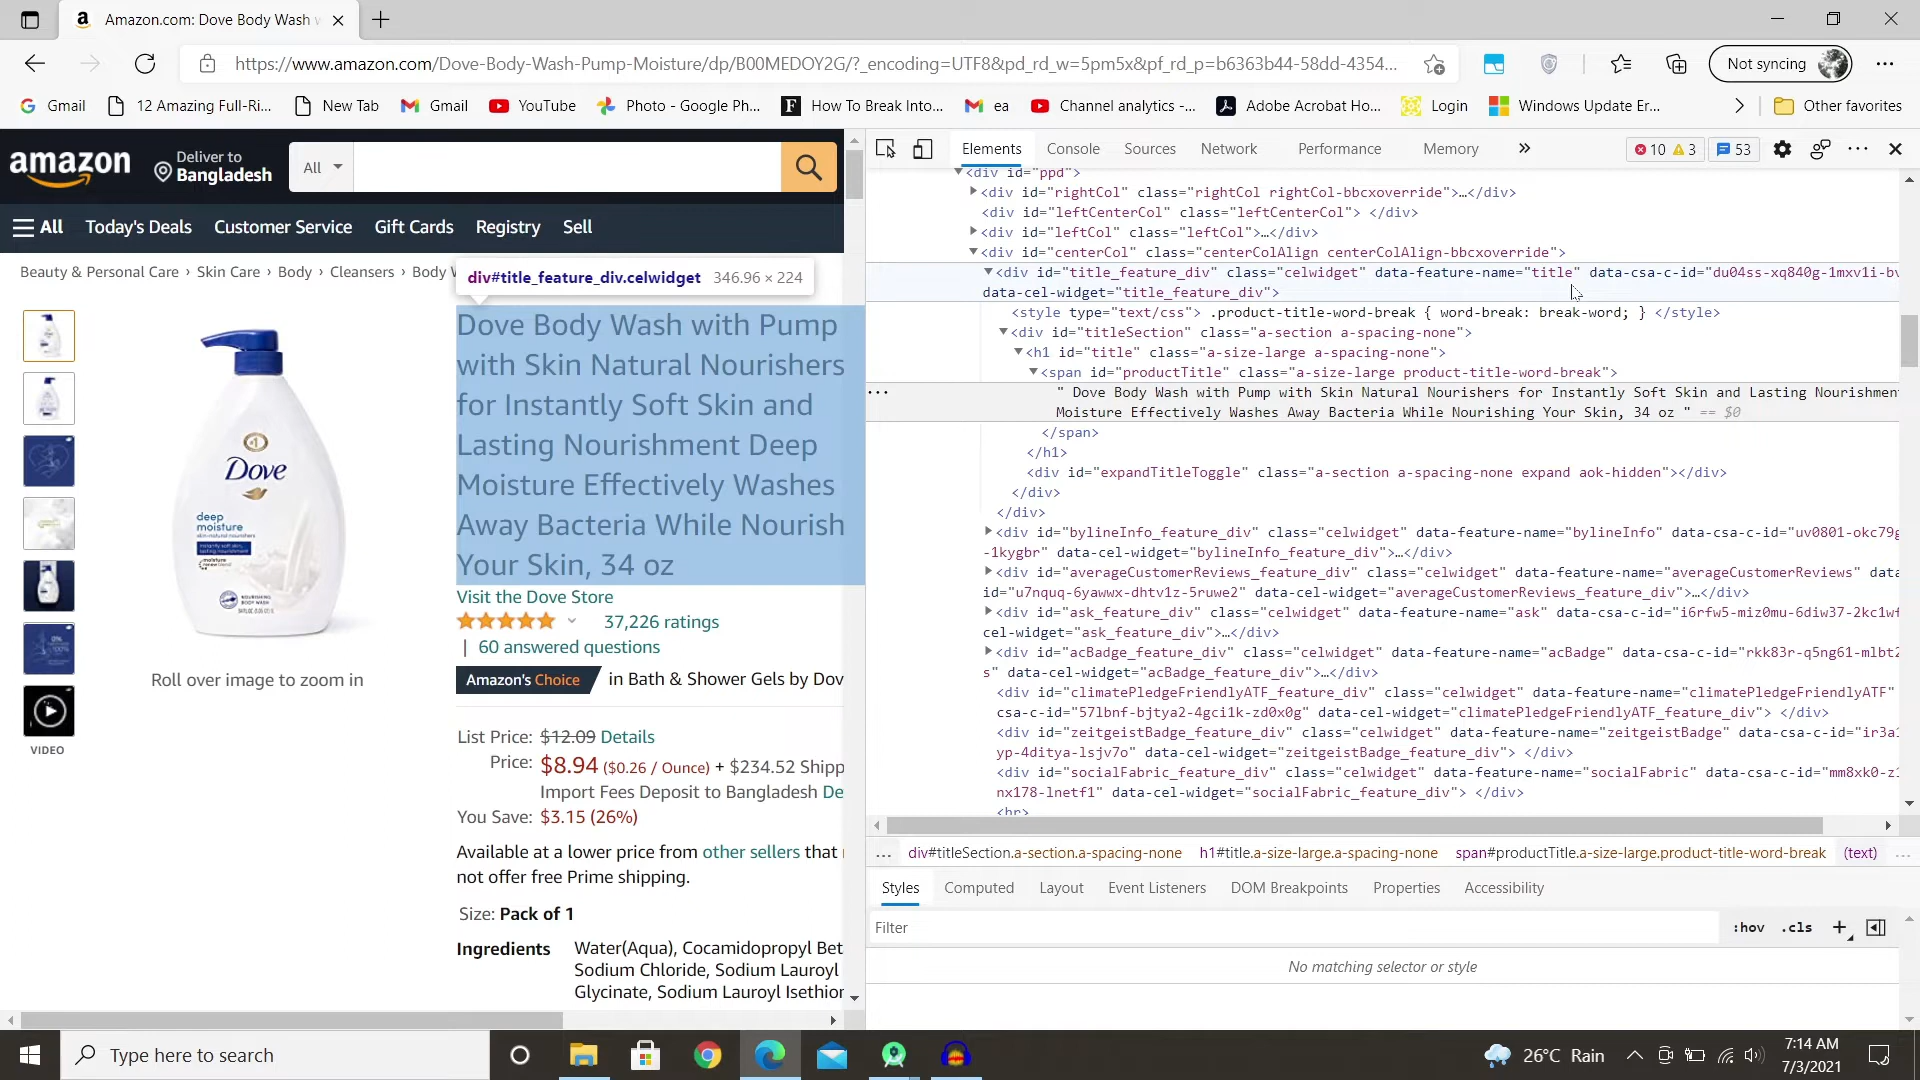 Amazon.com: Dove Body Wash w
https://www.amazon.com/Dove-Body-Wash-Pump-Moisture/dp/B00MEDOY2G/?_encoding=UTF8&pd_rd_w=5pm5x&pf_rd_p=b6363b44-58dd-4354...
Not syncing
Gmail 12 Amazing Full-Ri... New Tab Gmail YouTube Photo - Google Ph... How To Break Into... ea Channel analytics -... Adobe Acrobat Ho... Login Windows Update Er... Other favorites
amazon
Deliver to
Bangladesh
All
All Today's Deals Customer Service Gift Cards Registry Sell
Beauty & Personal Care › Skin Care › Body › Cleansers › Body W
div#title_feature_div.celwidget 346.96 × 224
Dove Body Wash with Pump
with Skin Natural Nourishers
for Instantly Soft Skin and
Lasting Nourishment Deep
Moisture Effectively Washes
Away Bacteria While Nourish
Your Skin, 34 oz
Visit the Dove Store
37,226 ratings
| 60 answered questions
Amazon's Choice in Bath & Shower Gels by Dov
#1
Dove
deep
moisture
Roll over image to zoom in
VIDEO
List Price: $12.09 Details
Price: $8.94 ($0.26 / Ounce) + $234.52 Shipp
Import Fees Deposit to Bangladesh De
You Save: $3.15 (26%)
Available at a lower price from other sellers that
not offer free Prime shipping.
Size: Pack of 1
Ingredients Water(Aqua), Cocamidopropyl Bet
Sodium Chloride, Sodium Lauroyl
Glycinate, Sodium Lauroyl Isethior
Elements Console Sources Network Performance Memory 10 3 53
<div id="ppd">
<div id="rightCol" class="rightCol rightCol-bbcxoverride">…</div>
<div id="leftCenterCol" class="leftCenterCol"> </div>
<div id="leftCol" class="leftCol">…</div>
<div id="centerCol" class="centerColAlign centerColAlign-bbcxoverride">
<div id="title_feature_div" class="celwidget" data-feature-name="title" data-csa-c-id="du04ss-xq840g-1mxv1i-bv
data-cel-widget="title_feature_div">
<style type="text/css"> .product-title-word-break { word-break: break-word; } </style>
<div id="titleSection" class="a-section a-spacing-none">
<h1 id="title" class="a-size-large a-spacing-none">
<span id="productTitle" class="a-size-large product-title-word-break">
" Dove Body Wash with Pump with Skin Natural Nourishers for Instantly Soft Skin and Lasting Nourishmen
Moisture Effectively Washes Away Bacteria While Nourishing Your Skin, 34 oz " == $0
</span>
</h1>
<div id="expandTitleToggle" class="a-section a-spacing-none expand aok-hidden"></div>
</div>
</div>
<div id="bylineInfo_feature_div" class="celwidget" data-feature-name="bylineInfo" data-csa-c-id="uv0801-okc79g
-1kygbr" data-cel-widget="bylineInfo_feature_div">…</div>
<div id="averageCustomerReviews_feature_div" class="celwidget" data-feature-name="averageCustomerReviews" data
id="u7nquq-6yawwx-dhtv1z-5ruwe2" data-cel-widget="averageCustomerReviews_feature_div">…</div>
<div id="ask_feature_div" class="celwidget" data-feature-name="ask" data-csa-c-id="i6rfw5-miz0mu-6diw37-2kc1wf
cel-widget="ask_feature_div">…</div>
<div id="acBadge_feature_div" class="celwidget" data-feature-name="acBadge" data-csa-c-id="rkk83r-q5ng61-mlbt2
s" data-cel-widget="acBadge_feature_div">…</div>
<div id="climatePledgeFriendlyATF_feature_div" class="celwidget" data-feature-name="climatePledgeFriendlyATF"
csa-c-id="57lbnf-bjtya2-4gci1k-zd0x0g" data-cel-widget="climatePledgeFriendlyATF_feature_div"> </div>
<div id="zeitgeistBadge_feature_div" class="celwidget" data-feature-name="zeitgeistBadge" data-csa-c-id="ir3a1
yp-4ditya-lsjv7o" data-cel-widget="zeitgeistBadge_feature_div"> </div>
<div id="socialFabric_feature_div" class="celwidget" data-feature-name="socialFabric" data-csa-c-id="mm8xk0-z1
nx178-lnetf1" data-cel-widget="socialFabric_feature_div"> </div>
<br>
... div#titleSection.a-section.a-spacing-none h1#title.a-size-large.a-spacing-none span#productTitle.a-size-large.product-title-word-break (text) ...
Styles Computed Layout Event Listeners DOM Breakpoints Properties Accessibility
Filter :hov .cls
No matching selector or style
Type here to search
26°C Rain
7:14 AM
7/3/2021